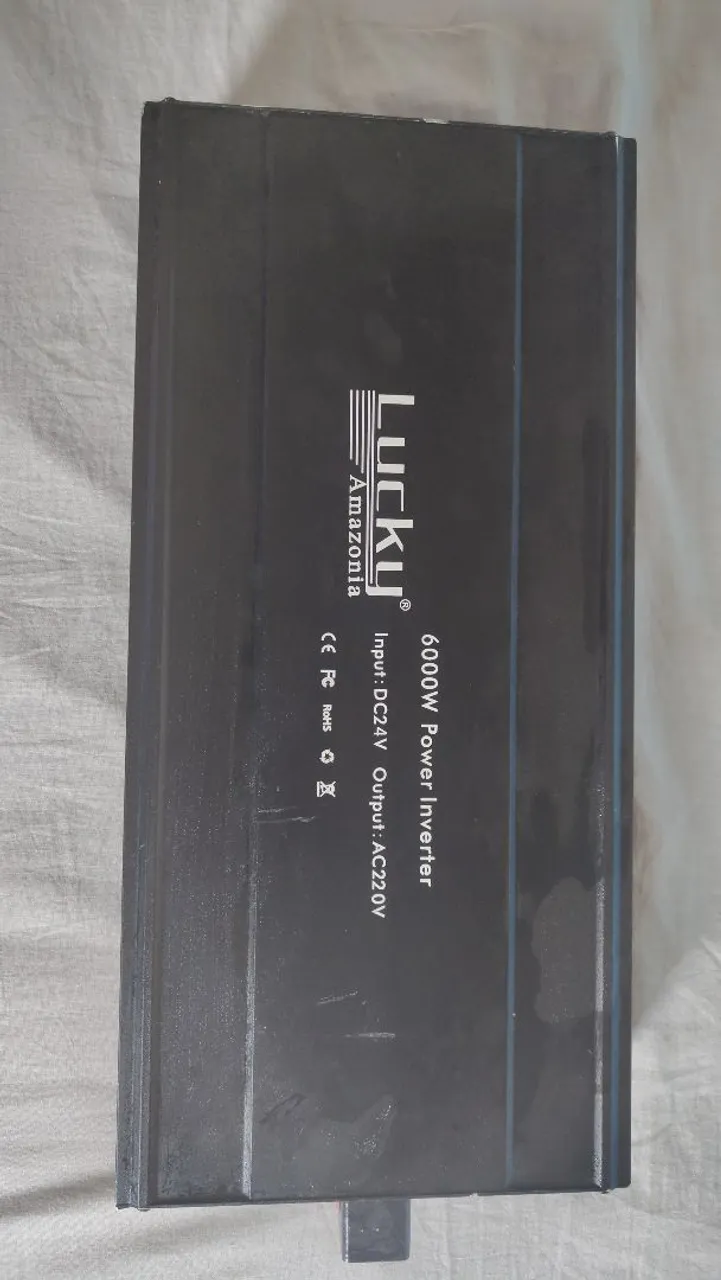 Lucky®
Amazonia
6000W Power Inverter
Input: DC24V Output: AC220V
CE FC RoHS